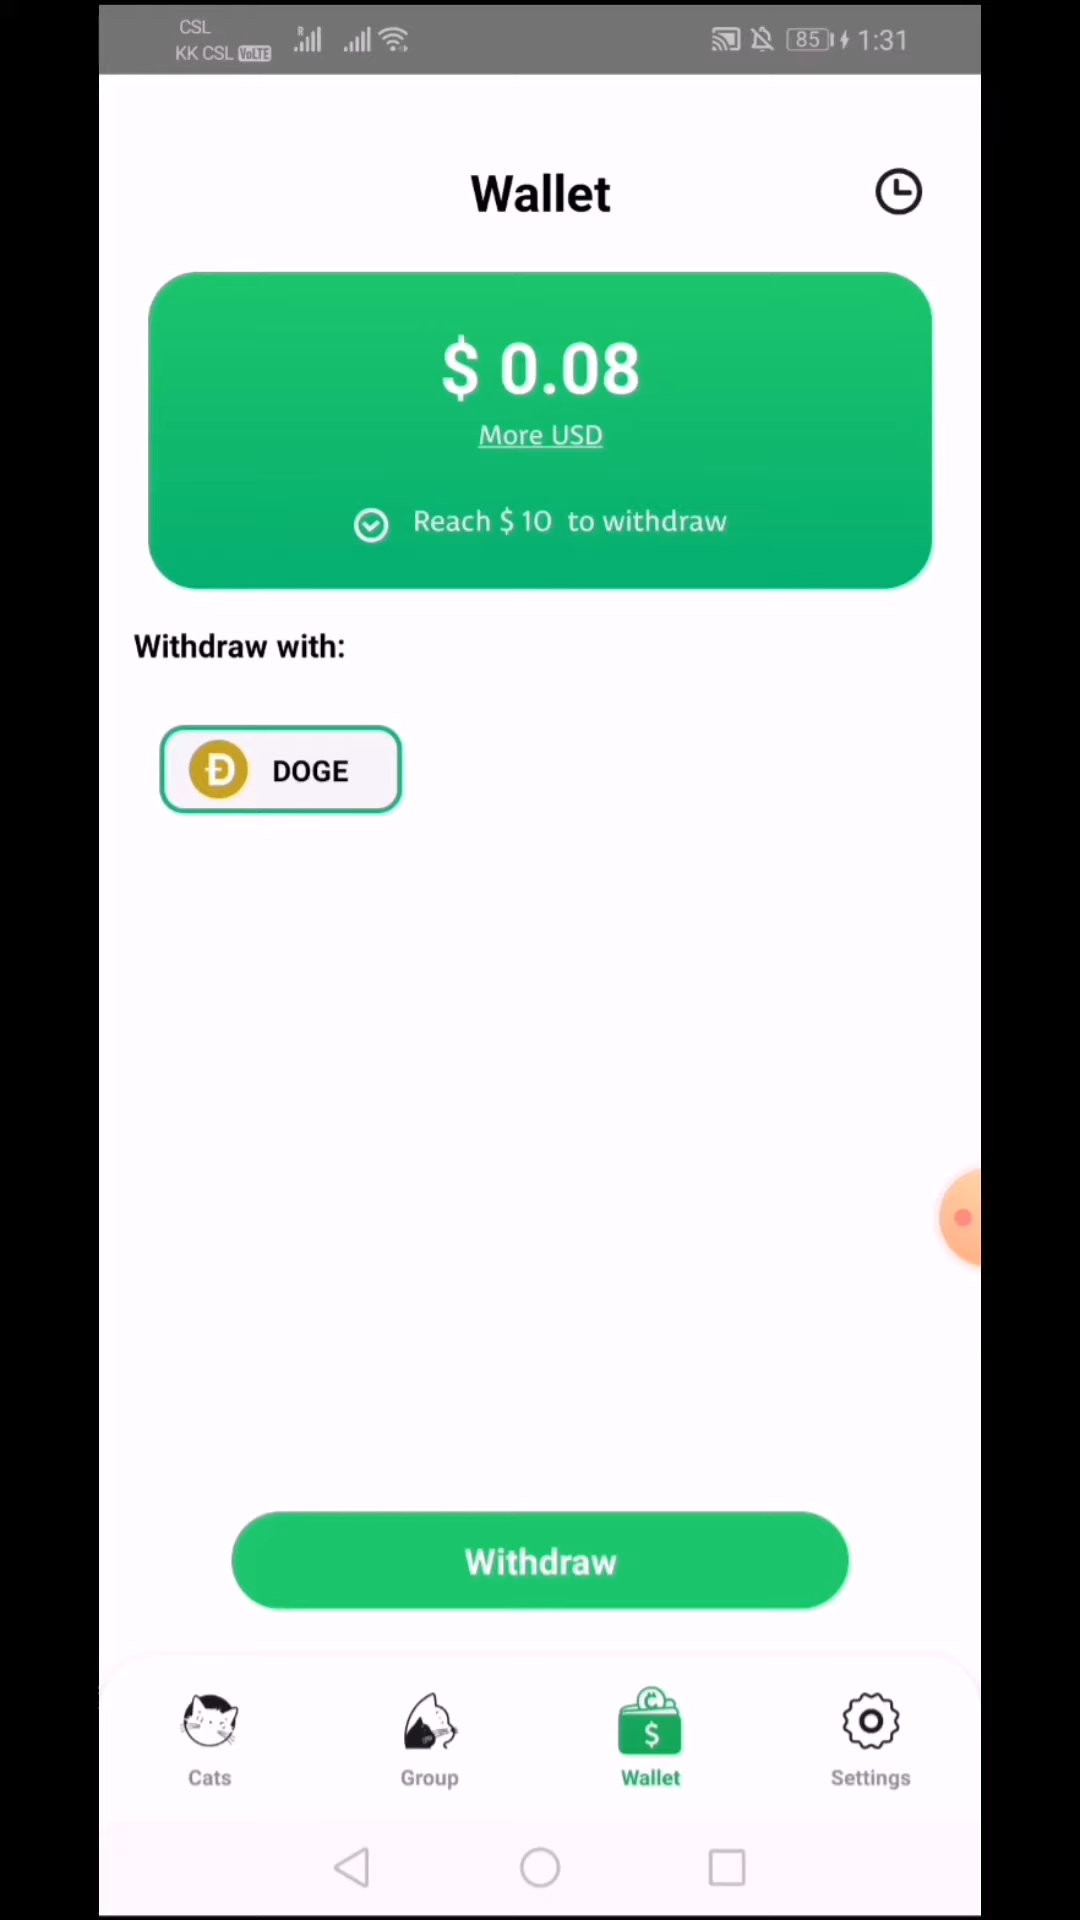 CSL
KK CSL VoLTE
R
85 1:31
Wallet
$ 0.08
More USD
Reach $ 10 to withdraw
Withdraw with:
DOGE
Withdraw
Cats
Group
Wallet
Settings